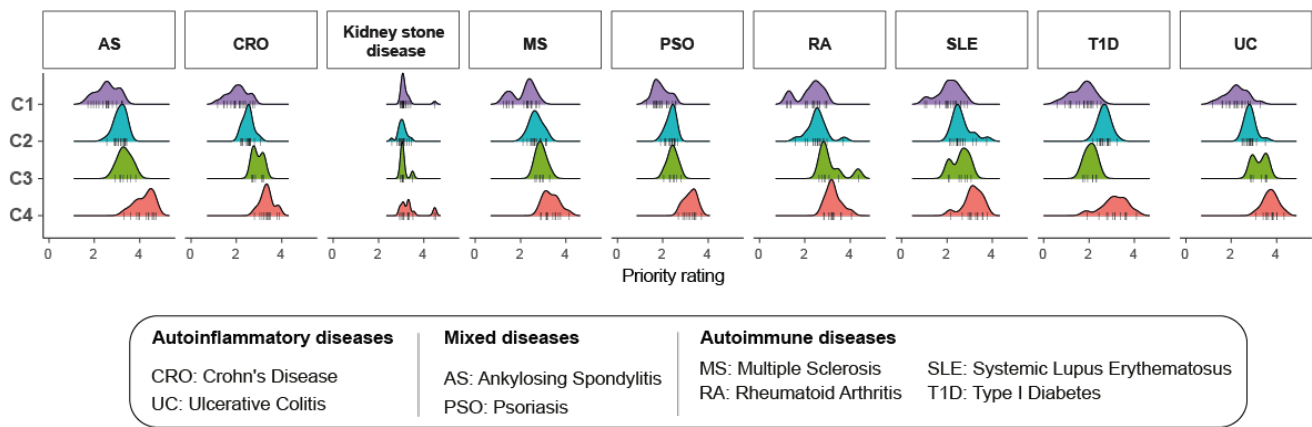 AS CRO Kidney stone disease MS PSO RA SLE T1D UC
C1
C2
C3
C4
0 2 4 0 2 4 0 2 4 0 2 4 0 2 4 0 2 4 0 2 4 0 2 4 0 2 4
Priority rating
Autoinflammatory diseases
CRO: Crohn's Disease
UC: Ulcerative Colitis
Mixed diseases
AS: Ankylosing Spondylitis
PSO: Psoriasis
Autoimmune diseases
MS: Multiple Sclerosis SLE: Systemic Lupus Erythematosus
RA: Rheumatoid Arthritis T1D: Type I Diabetes